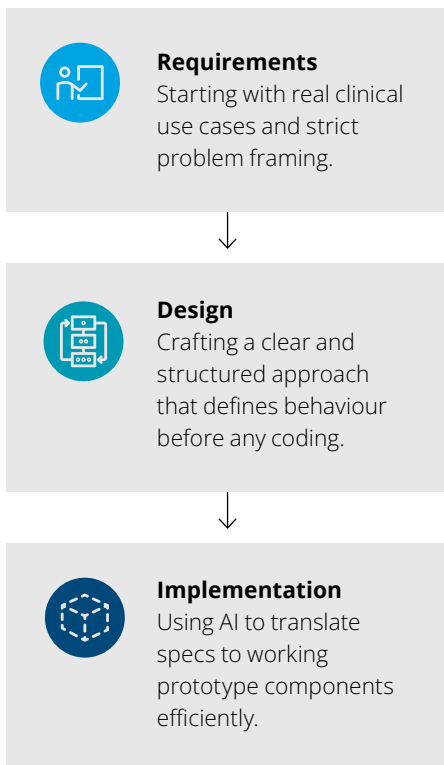 Requirements
Starting with real clinical
use cases and strict
problem framing.
Design
Crafting a clear and
structured approach
that defines behaviour
before any coding.
Implementation
Using AI to translate
specs to working
prototype components
efficiently.